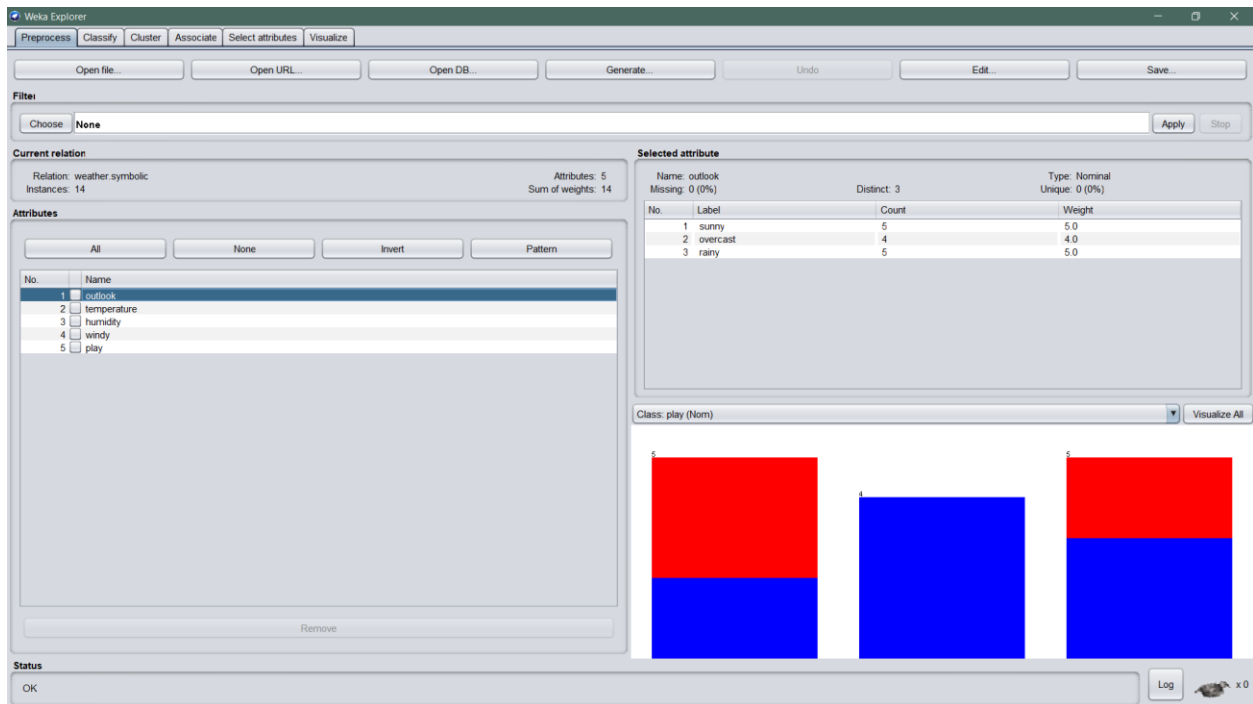 Weka Explorer
Preprocess Classify Cluster Associate Select attributes Visualize
Open file... Open URL... Open DB... Generate... Undo Edit... Save...
Filter
Choose None Apply Stop
Current relation
Relation: weather.symbolic Attributes: 5
Instances: 14 Sum of weights: 14
Attributes
All None Invert Pattern
No. Name
1 outlook
2 temperature
3 humidity
4 windy
5 play
Remove
Selected attribute
Name: outlook Type: Nominal
Missing: 0 (0%) Distinct: 3 Unique: 0 (0%)
No. Label Count Weight
1 sunny 5 5.0
2 overcast 4 4.0
3 rainy 5 5.0
Class: play (Nom) Visualize All
5 5
4
Status
OK Log x 0